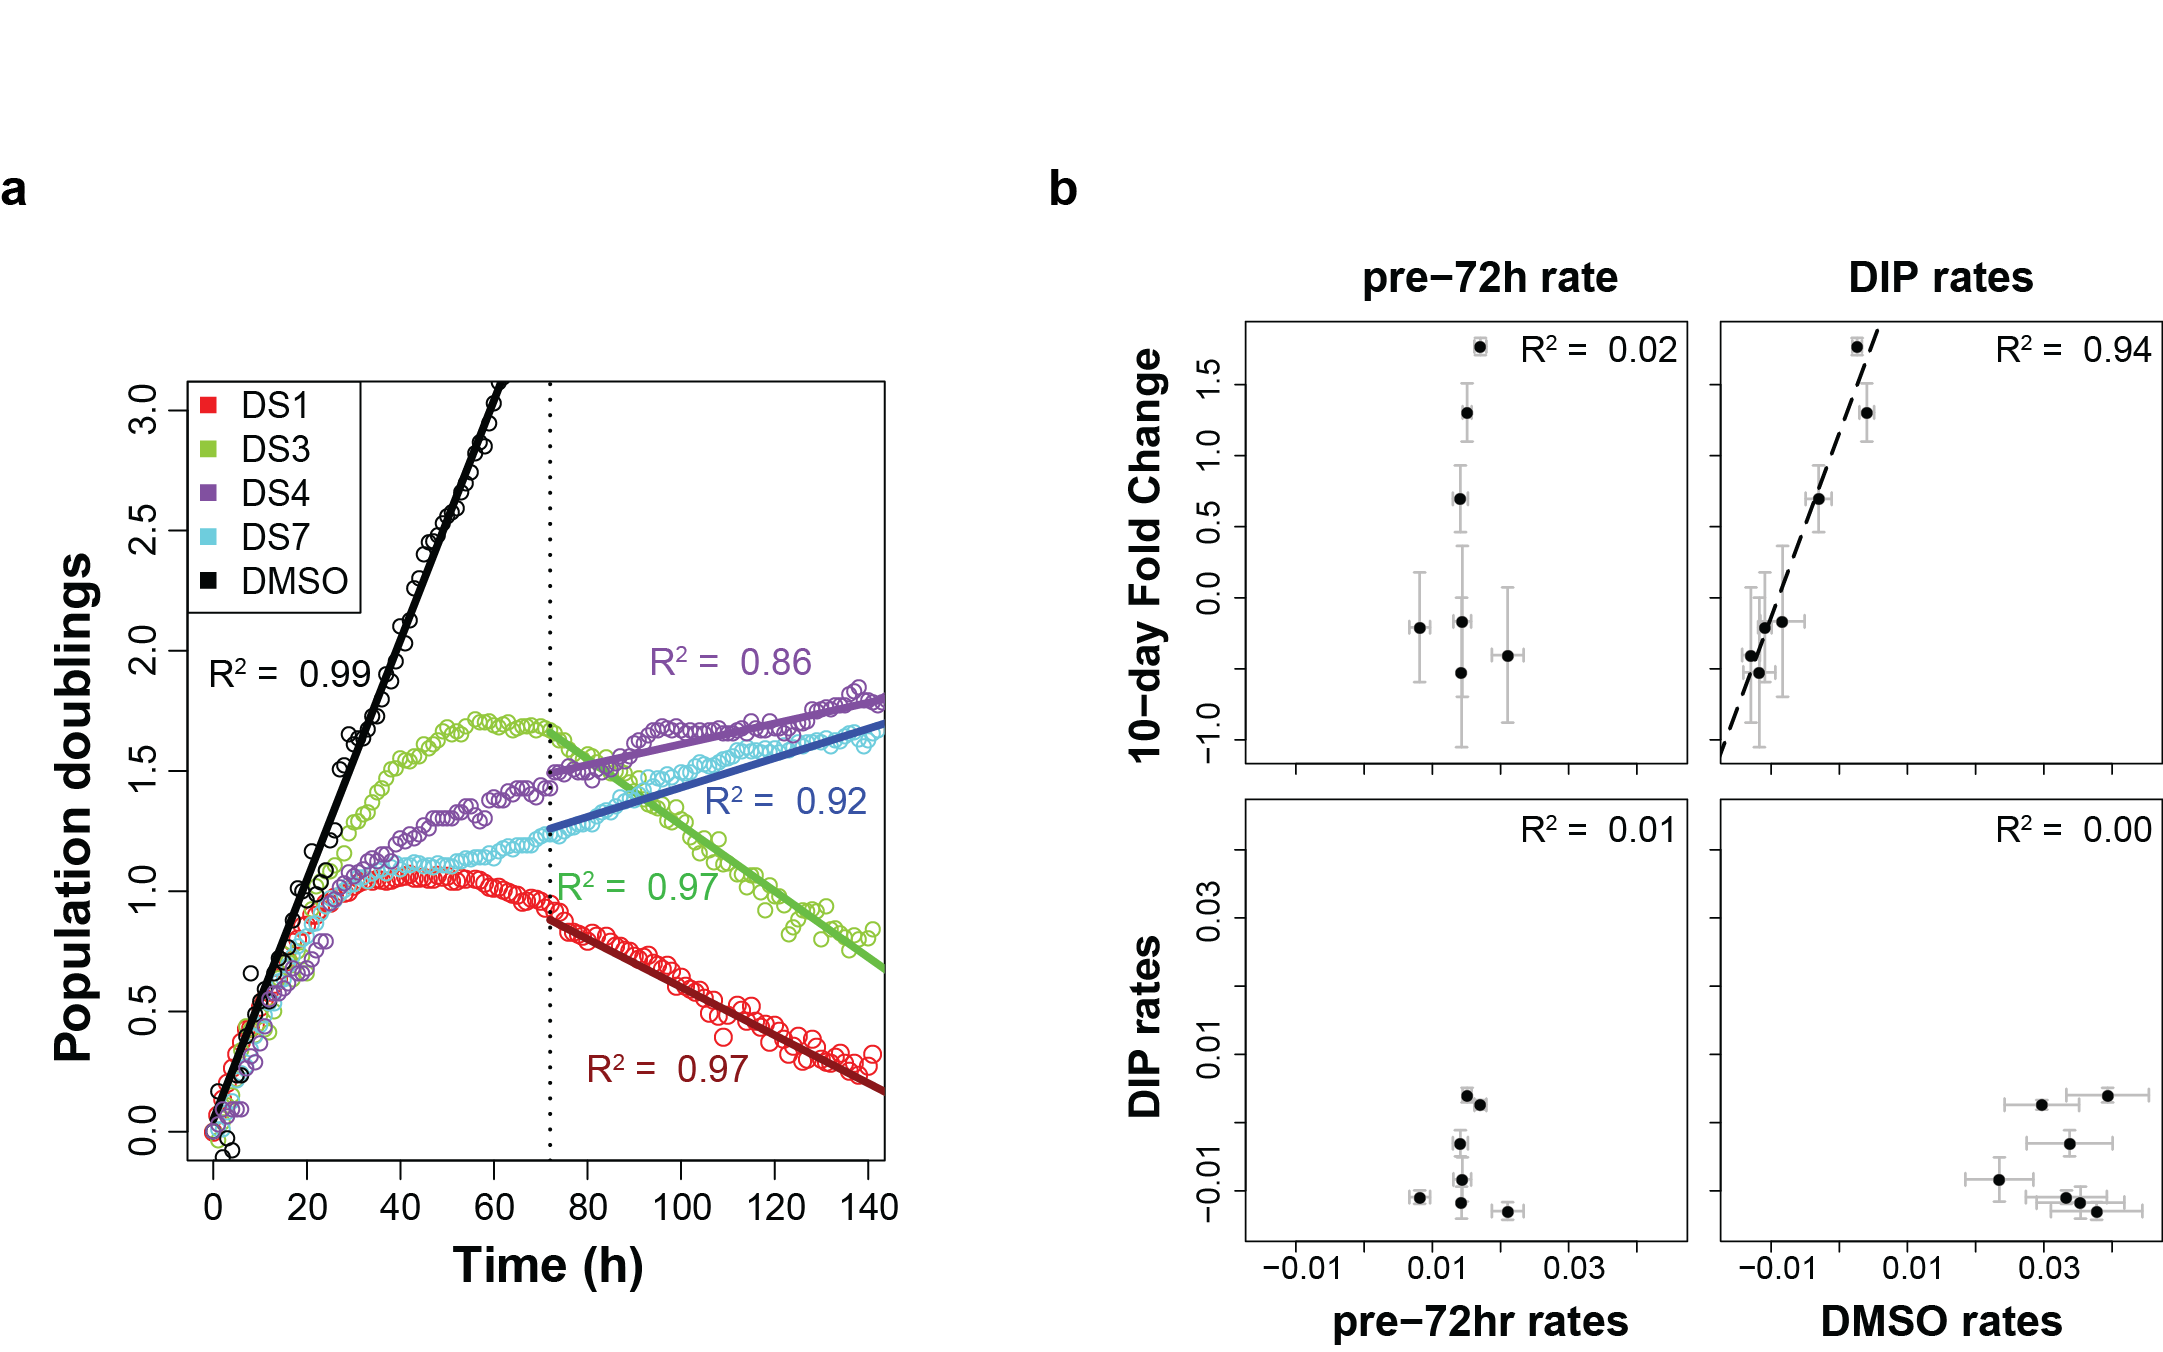 a
Population doublings
3.0
2.5
2.0
1.5
1.0
0.5
0.0
DS1
DS3
DS4
DS7
DMSO
R² = 0.99
R² = 0.86
R² = 0.92
R² = 0.97
R² = 0.97
0 20 40 60 80 100 120 140
Time (h)
b
pre−72h rate
DIP rates
10−day Fold Change
1.5
1.0
0.5
0.0
−1.0
R² = 0.02
R² = 0.94
DIP rates
0.03
0.01
−0.01
R² = 0.01
R² = 0.00
−0.01 0.01 0.03
−0.01 0.01 0.03
pre−72hr rates
DMSO rates